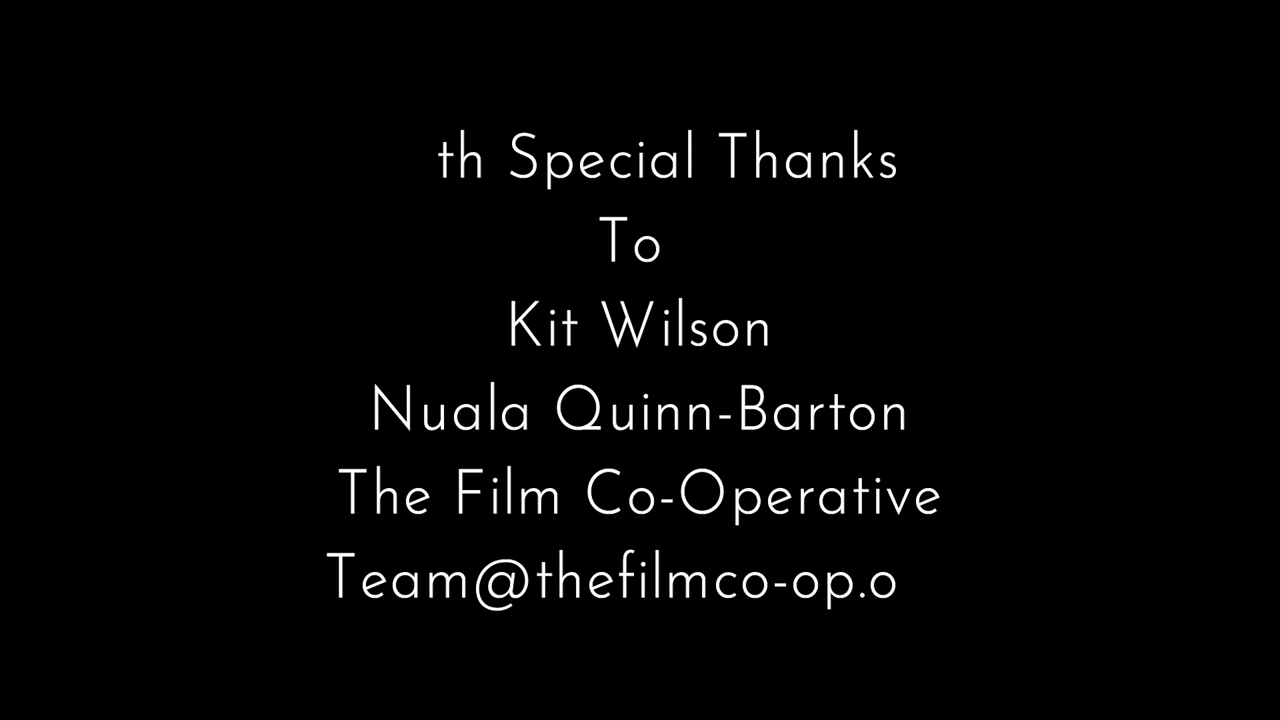 th Special Thanks
To
Kit Wilson
Nuala Quinn-Barton
The Film Co-Operative
Team@thefilmco-op.o